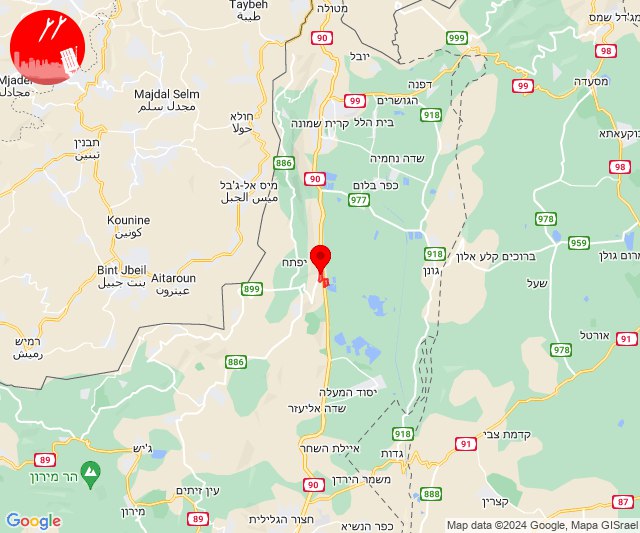 Taybeh
طيبة
מטולה
90
יובל
999
מג'דל שמס
98
Majdal Selm
مجدل سلم
99
דפנה
הגושרים
99
מסעדה
חולא
حولا
קרית שמונה
בית הלל
918
בוקעאתא
תבנין
تبنين
886
שדה נחמיה
98
90
מיס אל-ג'בל
ميس الجبل
כפר בלום
977
Kounine
كونين
978
959
918
ברוכים קלע אלון
מרום גולן
יפתח
גונן
Bint Jbeil
بنت جبيل
Aitaroun
عيترون
899
שעל
רמיש
رميش
978
אורטל
91
886
יסוד המעלה
שדה אליעזר
918
קדמת צבי
ג'יש
איילת השחר
91
89
הר מירון
גדות
90
משמר הירדן
עין זיתים
888
קצרין
87
מירון
89
חצור הגלילית
כפר הנשיא
Google
Map data ©2024 Google, Mapa GISrael